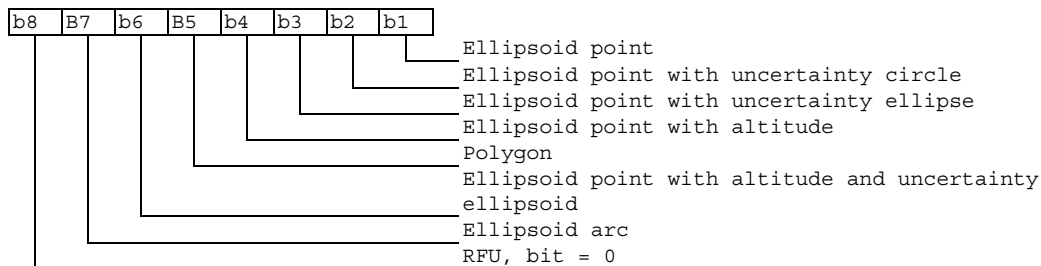 b8 B7 b6 B5 b4 b3 b2 b1
Ellipsoid point
Ellipsoid point with uncertainty circle
Ellipsoid point with uncertainty ellipse
Ellipsoid point with altitude
Polygon
Ellipsoid point with altitude and uncertainty
ellipsoid
Ellipsoid arc
RFU, bit = 0